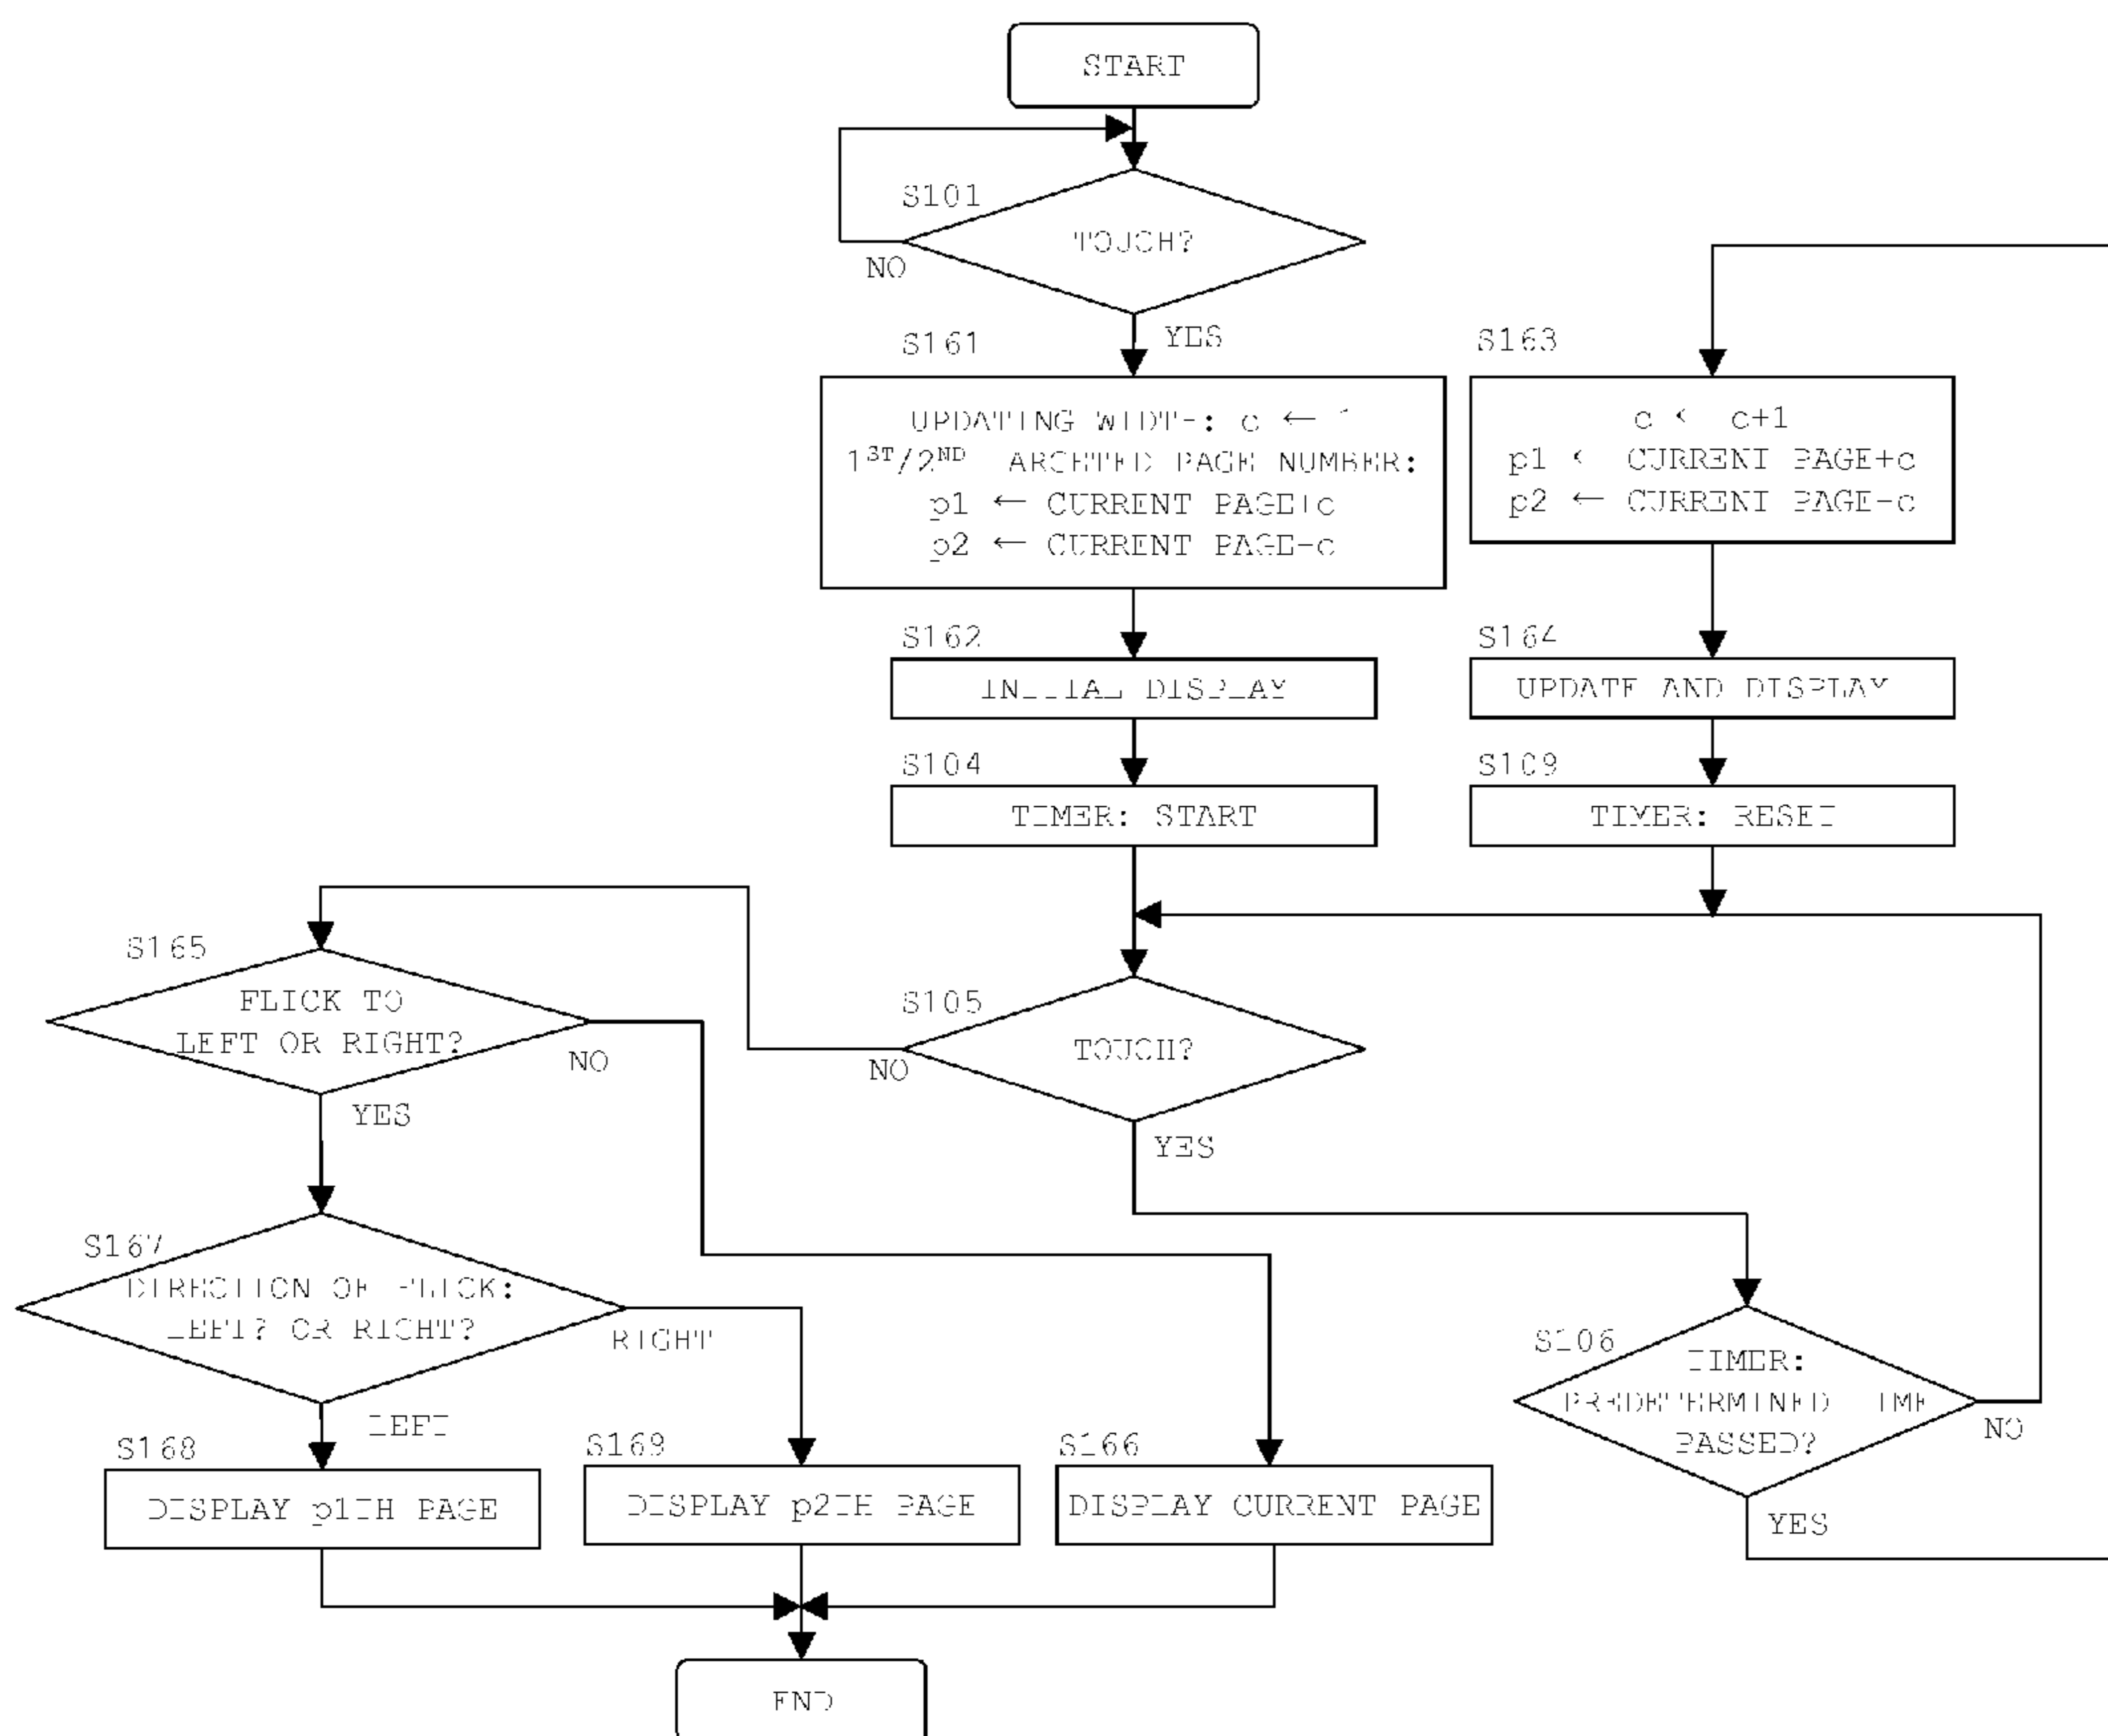 START
S101
TOUCH?
NO
YES
S161
UPDATING WIDTH: c ← 1
1ST/2ND TARGETED PAGE NUMBER:
p1 ← CURRENT PAGE+c
p2 ← CURRENT PAGE-c
S163
c ← c+1
p1 ← CURRENT PAGE+c
p2 ← CURRENT PAGE-c
S162
INITIAL DISPLAY
S164
UPDATE AND DISPLAY
S104
TIMER: START
S109
TIMER: RESET
S165
FLICK TO
LEFT OR RIGHT?
NO
YES
S105
TOUCH?
NO
YES
S167
DIRECTION OF FLICK:
LEFT? OR RIGHT?
RIGHT
LEFT
S106
TIMER:
PREDETERMINED TIME
PASSED?
NO
YES
S168
DISPLAY p1TH PAGE
S169
DISPLAY p2TH PAGE
S166
DISPLAY CURRENT PAGE
END